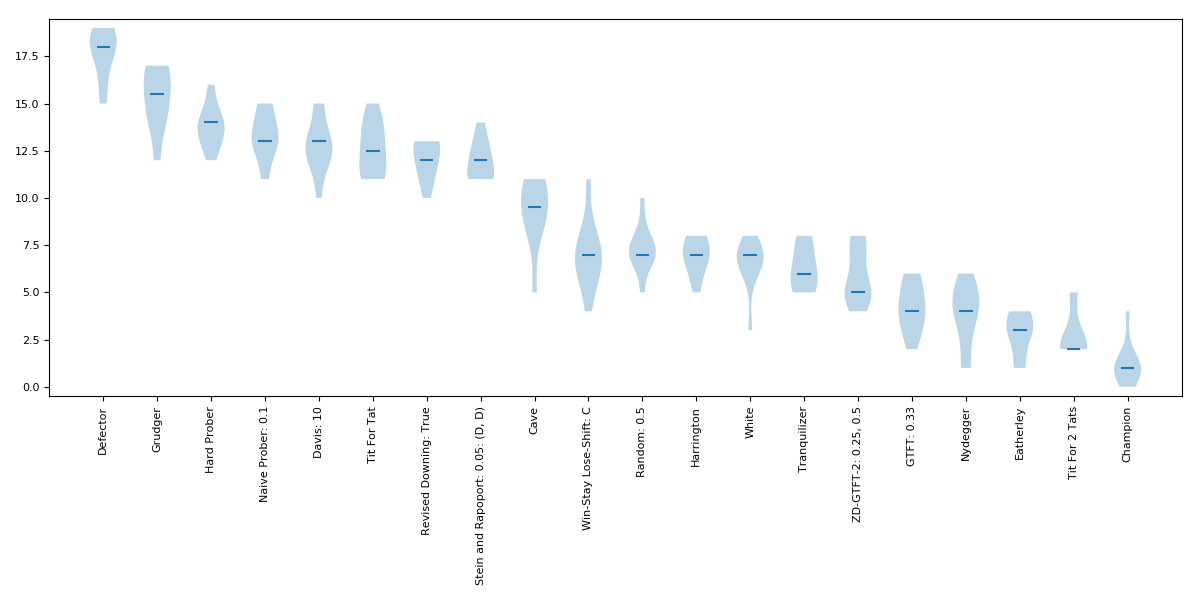 17.5
15.0
12.5
10.0
7.5
5.0
2.5
0.0
Defector
Grudger
Hard Prober
Naive Prober: 0.1
Davis: 10
Tit For Tat
Revised Downing: True
Stein and Rapoport: 0.05: (D, D)
Cave
Win-Stay Lose-Shift: C
Random: 0.5
Harrington
White
Tranquilizer
ZD-GTFT-2: 0.25, 0.5
GTFT: 0.33
Nydegger
Eatherley
Tit For 2 Tats
Champion